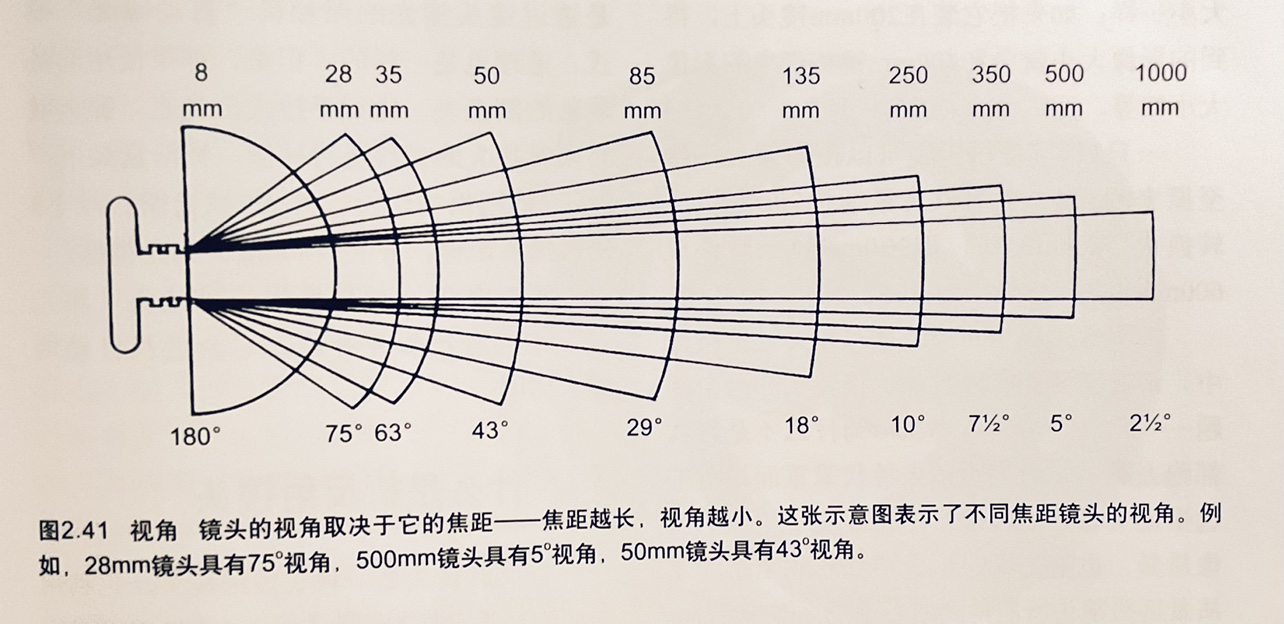 8 28 35 50 85 135 250 350 500 1000
mm mm mm mm mm mm mm mm mm mm
180° 75° 63° 43° 29° 18° 10° 7½° 5° 2½°
图2.41 视角 镜头的视角取决于它的焦距——焦距越长，视角越小。这张示意图表示了不同焦距镜头的视角。例
如，28mm镜头具有75°视角，500mm镜头具有5°视角，50mm镜头具有43°视角。